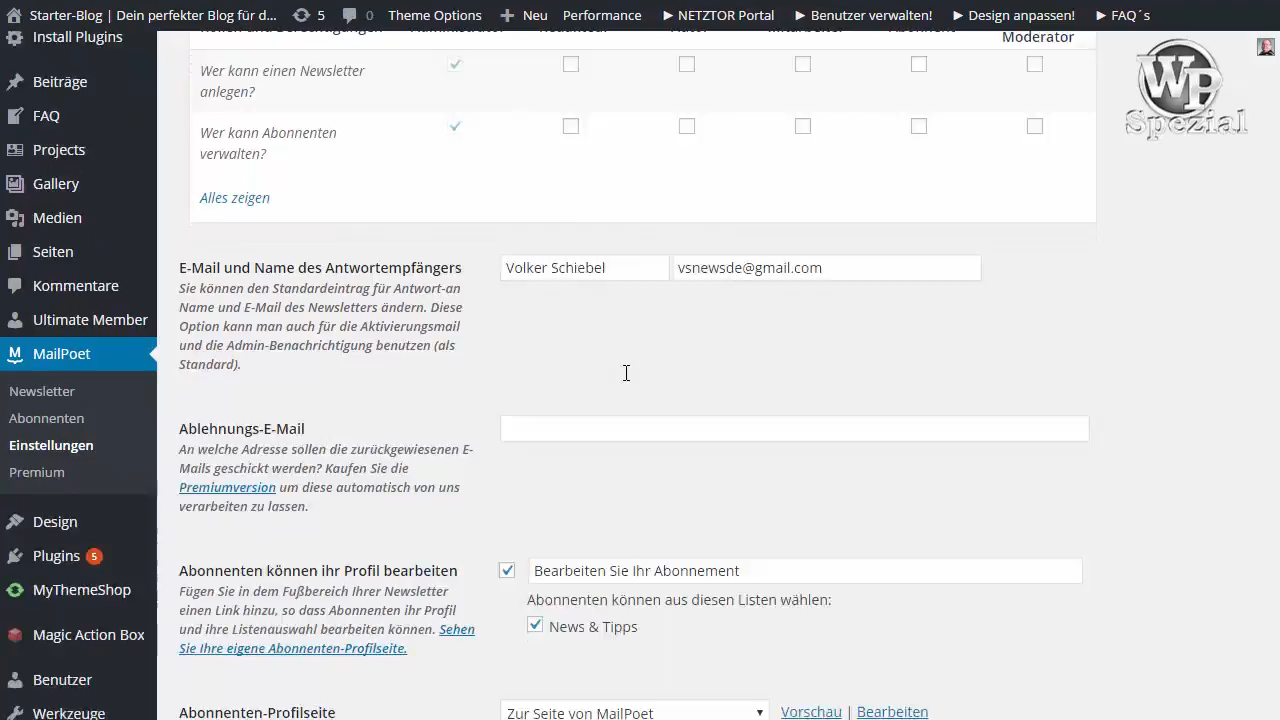 Starter-Blog | Dein perfekter Blog für d... 5 0 Theme Options Neu Performance ▶ NETZTOR Portal ▶ Benutzer verwalten! ▶ Design anpassen! ▶ FAQ´s
Install Plugins
Beiträge
FAQ
Projects
Gallery
Medien
Seiten
Kommentare
Ultimate Member
MailPoet
Newsletter
Abonnenten
Einstellungen
Premium
Design
Plugins 5
MyThemeShop
Magic Action Box
Benutzer
Werkzeuge
Moderator
WP
Spezial
Wer kann einen Newsletter
anlegen?
Wer kann Abonnenten
verwalten?
Alles zeigen
E-Mail und Name des Antwortempfängers
Sie können den Standardeintrag für Antwort-an
Name und E-Mail des Newsletters ändern. Diese
Option kann man auch für die Aktivierungsmail
und die Admin-Benachrichtigung benutzen (als
Standard).
Volker Schiebel vsnewsde@gmail.com
Ablehnungs-E-Mail
An welche Adresse sollen die zurückgewiesenen E-
Mails geschickt werden? Kaufen Sie die
Premiumversion um diese automatisch von uns
verarbeiten zu lassen.
Abonnenten können ihr Profil bearbeiten
Fügen Sie in dem Fußbereich Ihrer Newsletter
einen Link hinzu, so dass Abonnenten ihr Profil
und ihre Listenauswahl bearbeiten können. Sehen
Sie Ihre eigene Abonnenten-Profilseite.
Bearbeiten Sie Ihr Abonnement
Abonnenten können aus diesen Listen wählen:
News & Tipps
Abonnenten-Profilseite
Zur Seite von MailPoet Vorschau | Bearbeiten